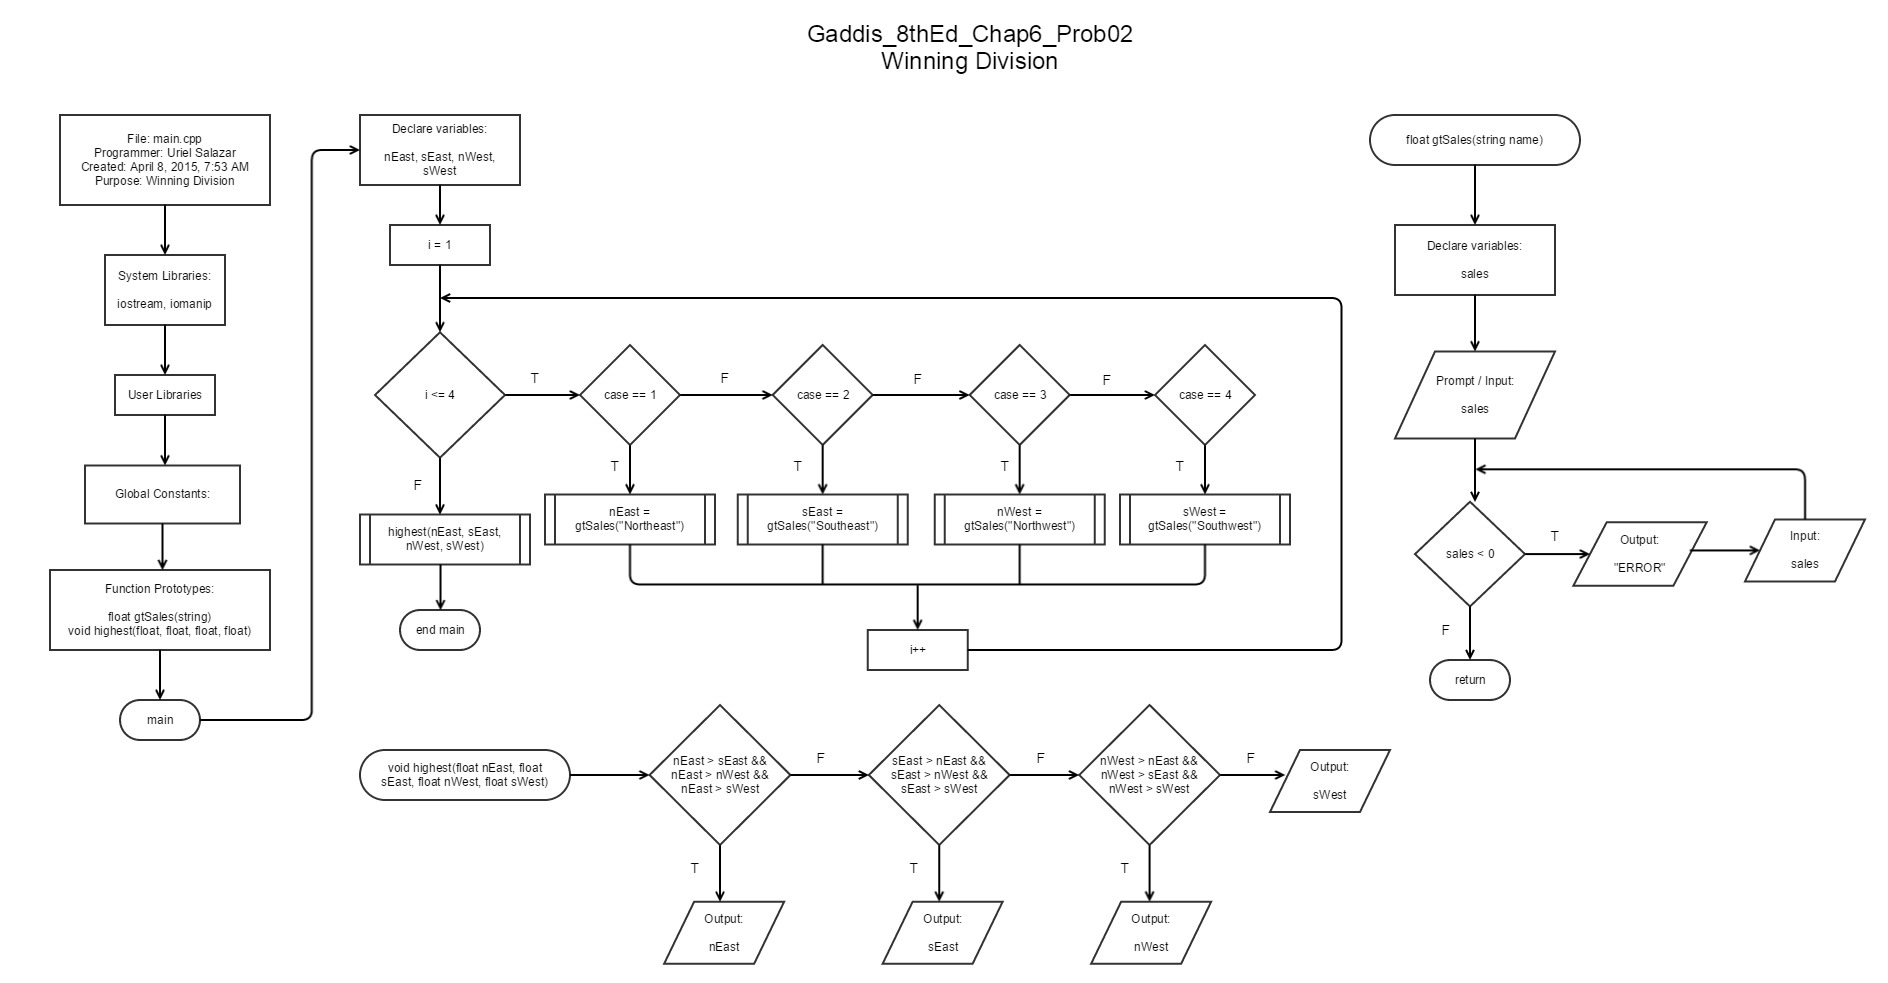 Gaddis_8thEd_Chap6_Prob02
Winning Division
File: main.cpp
Programmer: Uriel Salazar
Created: April 8, 2015, 7:53 AM
Purpose: Winning Division
System Libraries:
iostream, iomanip
User Libraries
Global Constants:
Function Prototypes:
float gtSales(string)
void highest(float, float, float, float)
main
Declare variables:
nEast, sEast, nWest,
sWest
i = 1
i <= 4
T
case == 1
F
case == 2
F
case == 3
F
case == 4
F
T
T
T
T
highest(nEast, sEast,
nWest, sWest)
nEast =
gtSales("Northeast")
sEast =
gtSales("Southeast")
nWest =
gtSales("Northwest")
sWest =
gtSales("Southwest")
end main
i++
void highest(float nEast, float
sEast, float nWest, float sWest)
nEast > sEast &&
nEast > nWest &&
nEast > sWest
F
sEast > nEast &&
sEast > nWest &&
sEast > sWest
F
nWest > nEast &&
nWest > sEast &&
nWest > sWest
F
Output:
sWest
T
T
T
Output:
nEast
Output:
sEast
Output:
nWest
float gtSales(string name)
Declare variables:
sales
Prompt / Input:
sales
sales < 0
T
Output:
"ERROR"
Input:
sales
F
return